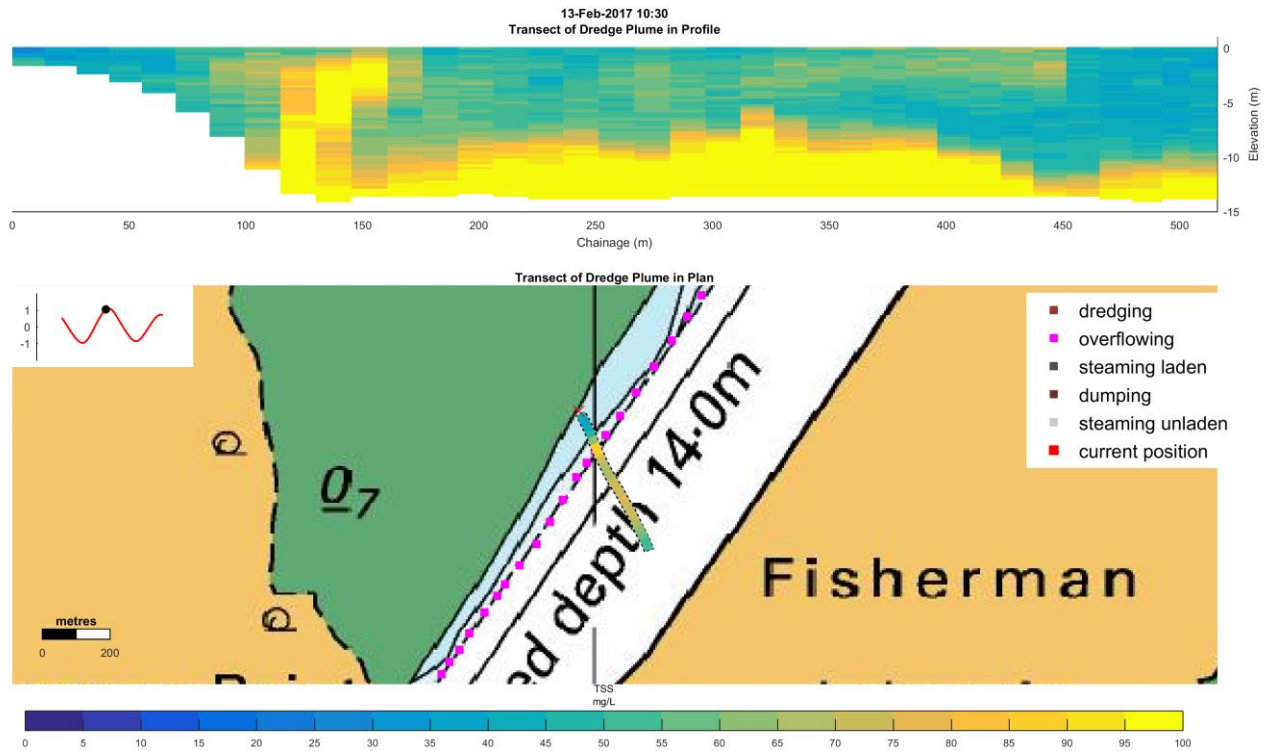 13-Feb-2017 10:30
Transect of Dredge Plume in Profile
0
-5
-10
-15
Elevation (m)
0 50 100 150 200 250 300 350 400 450 500
Chainage (m)
Transect of Dredge Plume in Plan
1
0
-1
dredging
overflowing
steaming laden
dumping
steaming unladen
current position
0 7
ed depth 14·0m
Fisherman
metres
0 200
TSS
mg/L
0 5 10 15 20 25 30 35 40 45 50 55 60 65 70 75 80 85 90 95 100